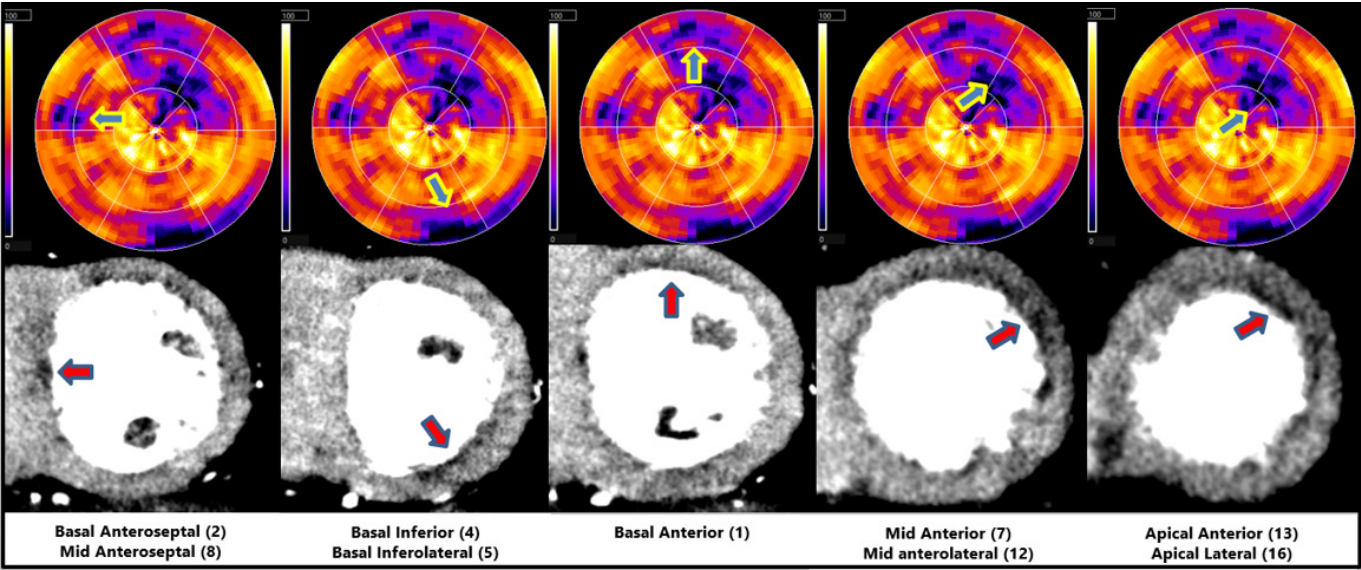 100
100
100
100
100
0
0
0
0
0
Basal Anteroseptal (2)
Mid Anteroseptal (8)
Basal Inferior (4)
Basal Inferolateral (5)
Basal Anterior (1)
Mid Anterior (7)
Mid anterolateral (12)
Apical Anterior (13)
Apical Lateral (16)